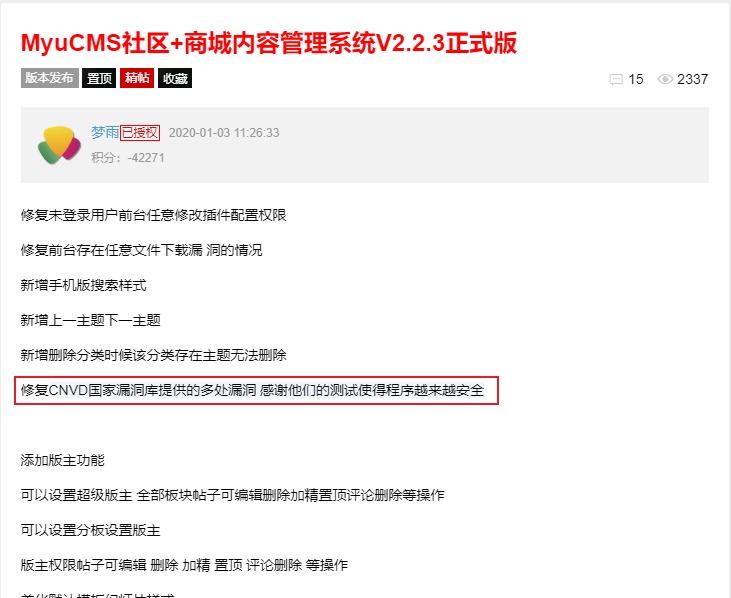 MyuCMS社区+商城内容管理系统V2.2.3正式版
版本发布 置顶 精帖 收藏 15 2337
梦雨已授权 2020-01-03 11:26:33
积分：-42271
修复未登录用户前台任意修改插件配置权限
修复前台存在任意文件下载漏 洞的情况
新增手机版搜索样式
新增上一主题下一主题
新增删除分类时候该分类存在主题无法删除
修复CNVD国家漏洞库提供的多处漏洞 感谢他们的测试使得程序越来越安全
添加版主功能
可以设置超级版主 全部板块帖子可编辑删除加精置顶评论删除等操作
可以设置分板设置版主
版主权限帖子可编辑 删除 加精 置顶 评论删除 等操作